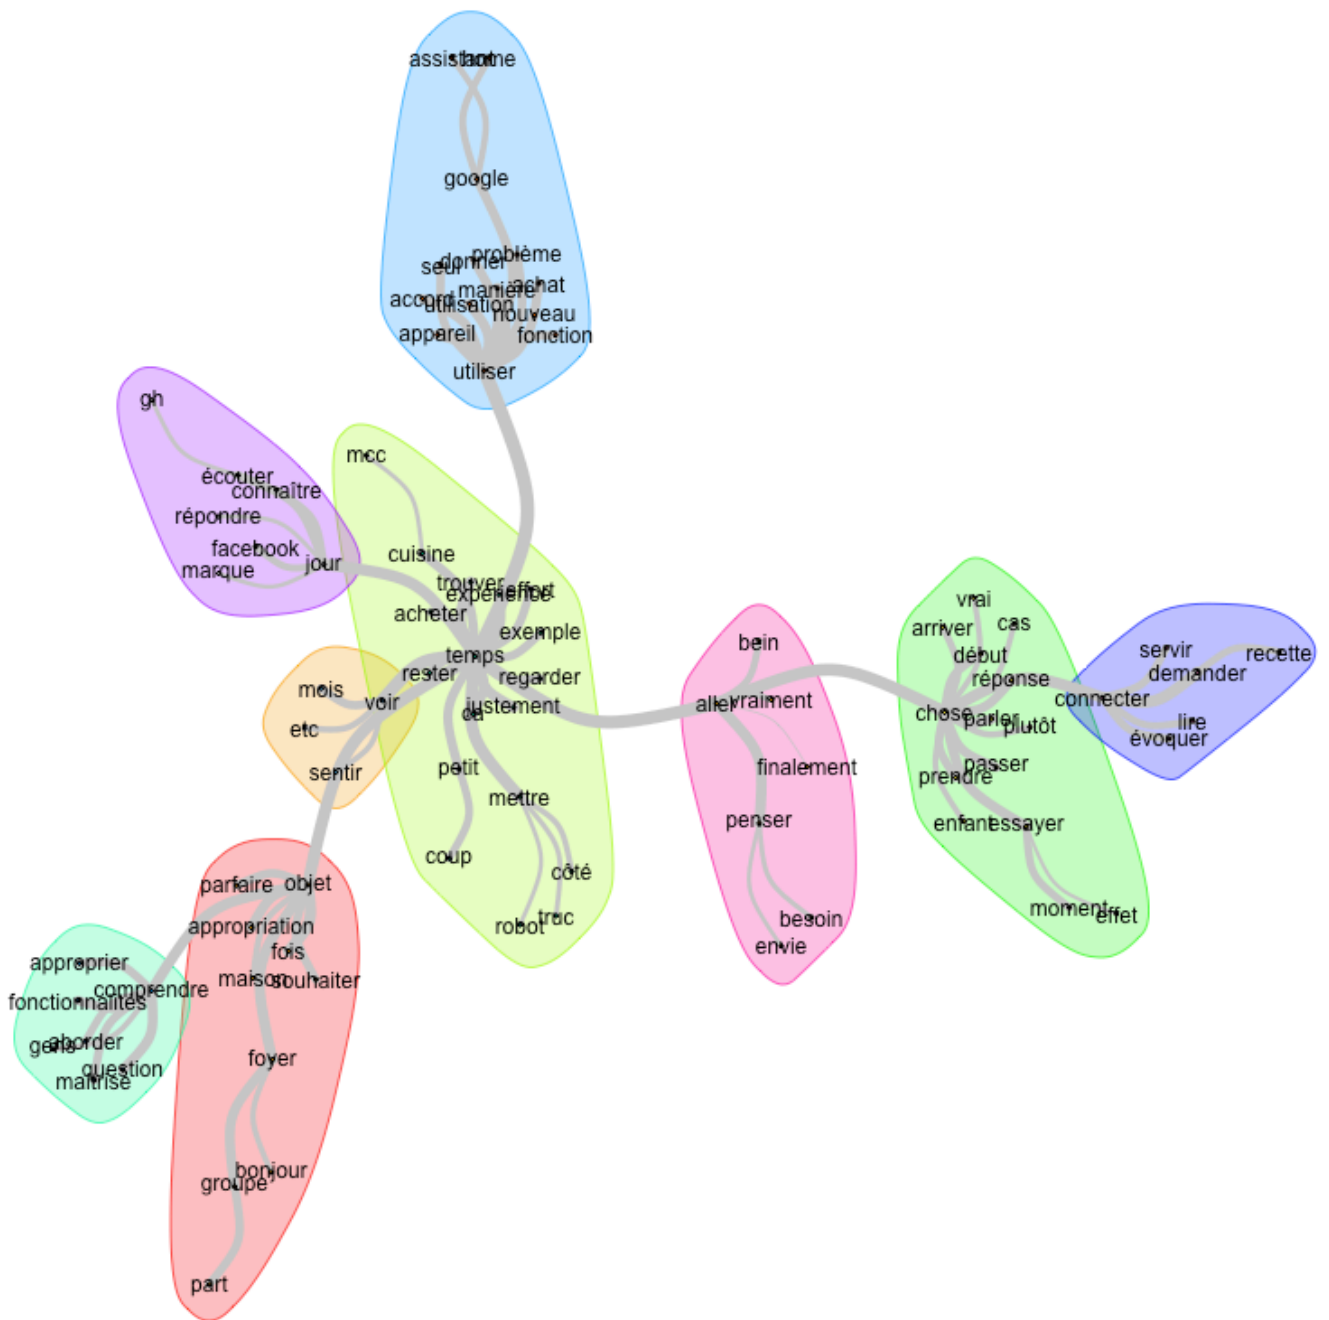 assistant
home
google
problème
donner
seul
achat
manière
accord
utilisation
nouveau
appareil
fonction
utiliser
gh
écouter
connaître
répondre
facebook
marque
jour
mcc
cuisine
trouver
effort
expérience
acheter
exemple
temps
rester
regarder
justement
ca
petit
mettre
coup
côté
truc
robot
mois
voir
etc
sentir
parfaire
objet
appropriation
fois
maison
souhaiter
foyer
bonjour
groupe
part
approprier
comprendre
fonctionnalités
gens
aborder
question
maîtrise
bein
aller
vraiment
finalement
penser
besoin
envie
vrai
arriver
cas
début
réponse
chose
parler
plutôt
passer
prendre
enfant
essayer
moment
effet
servir
recette
demander
connecter
lire
évoquer